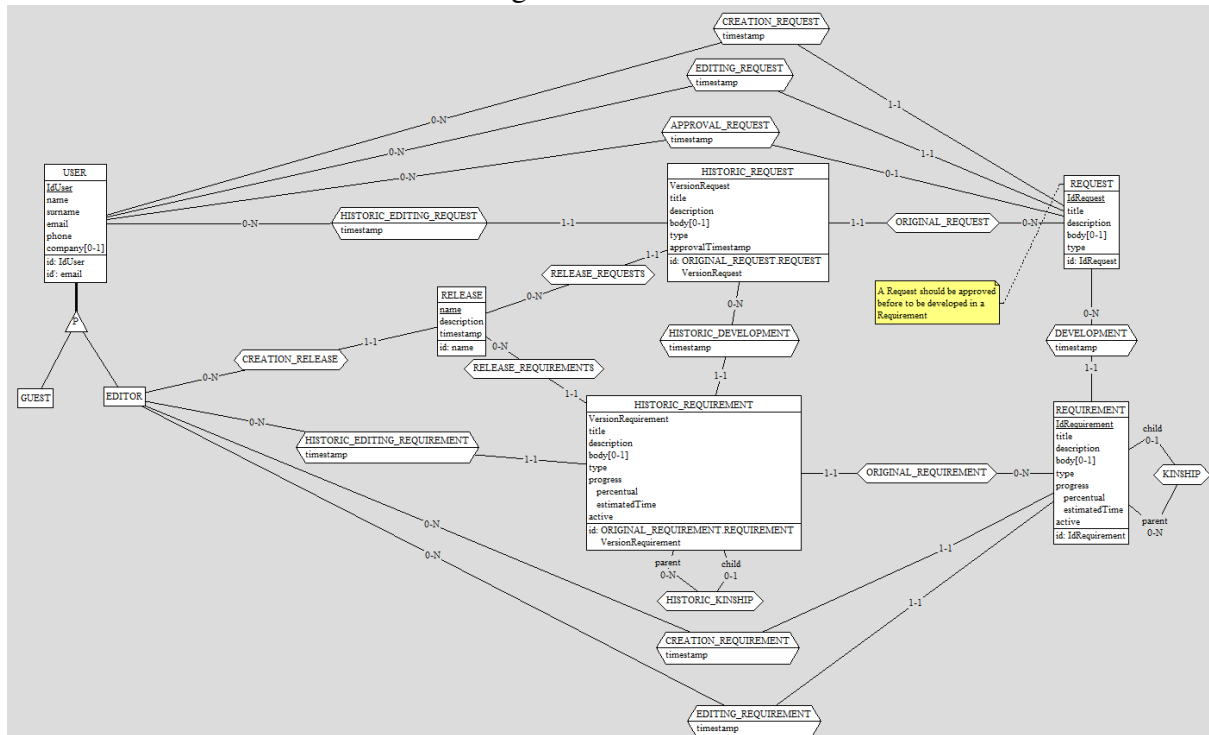 CREATION_REQUEST
timestamp
EDITING_REQUEST
timestamp
APPROVAL_REQUEST
timestamp
0-N
0-N
0-N
0-N
1-1
1-1
0-1
USER
IdUser
name
surname
email
phone
company[0-1]
id: IdUser
id': email
HISTORIC_EDITING_REQUEST
timestamp
1-1
HISTORIC_REQUEST
VersionRequest
title
description
body[0-1]
type
approvalTimestamp
id: ORIGINAL_REQUEST.REQUEST
VersionRequest
1-1
ORIGINAL_REQUEST
0-N
REQUEST
IdRequest
title
description
body[0-1]
type
id: IdRequest
A Request should be approved
before to be developed in a
Requirement
1-1
RELEASE_REQUESTS
0-N
RELEASE
name
description
timestamp
id: name
0-N
RELEASE_REQUIREMENTS
1-1
0-N
HISTORIC_DEVELOPMENT
timestamp
1-1
0-N
DEVELOPMENT
timestamp
1-1
P
GUEST
EDITOR
0-N
CREATION_RELEASE
1-1
0-N
HISTORIC_EDITING_REQUIREMENT
timestamp
1-1
HISTORIC_REQUIREMENT
VersionRequirement
title
description
body[0-1]
type
progress
percentual
estimatedTime
active
id: ORIGINAL_REQUIREMENT.REQUIREMENT
VersionRequirement
1-1
ORIGINAL_REQUIREMENT
0-N
REQUIREMENT
IdRequirement
title
description
body[0-1]
type
progress
percentual
estimatedTime
active
id: IdRequirement
child
0-1
KINSHIP
parent
0-N
parent
0-N
child
0-1
HISTORIC_KINSHIP
0-N
0-N
1-1
1-1
CREATION_REQUIREMENT
timestamp
EDITING_REQUIREMENT
timestamp